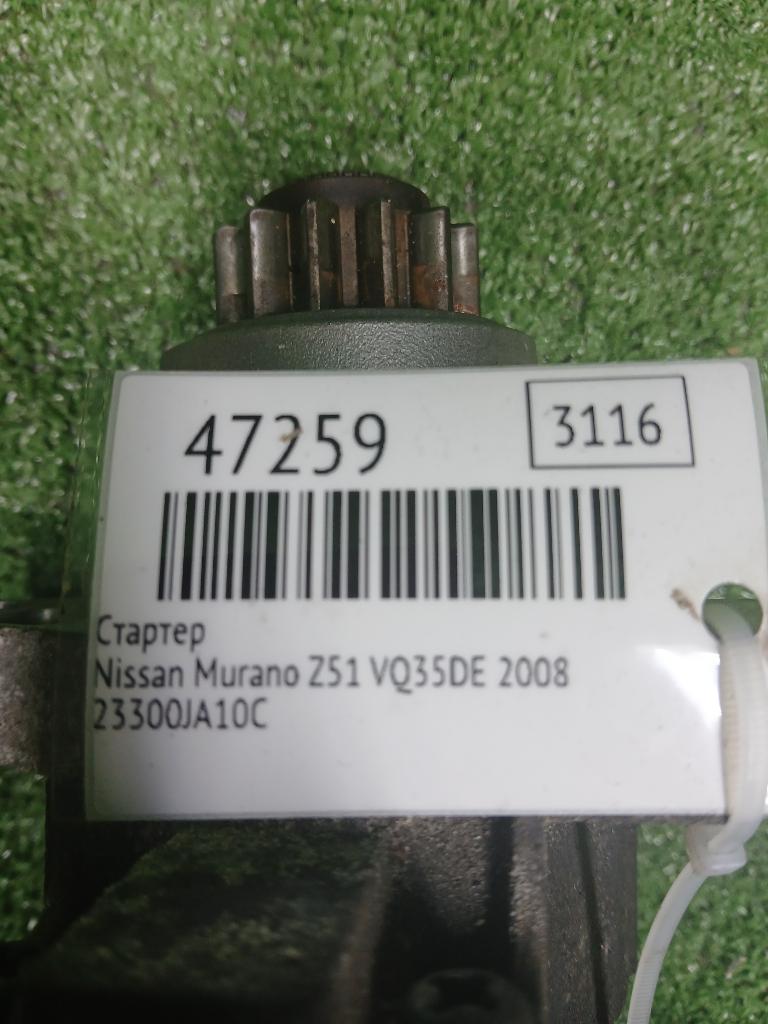 47259
3116
Стартер
Nissan Murano Z51 VQ35DE 2008
23300JA10C